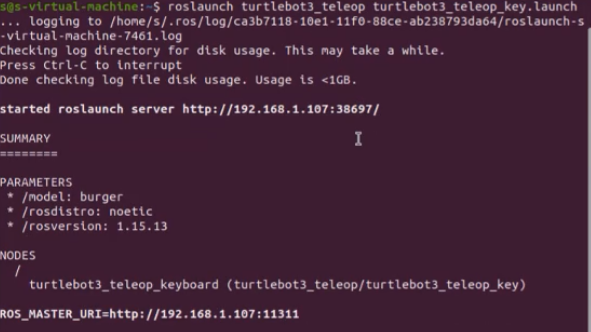 s@s-virtual-machine:~$ roslaunch turtlebot3_teleop turtlebot3_teleop_key.launch
... logging to /home/s/.ros/log/ca3b7118-10e1-11f0-88ce-ab238793da64/roslaunch-s
-virtual-machine-7461.log
Checking log directory for disk usage. This may take a while.
Press Ctrl-C to interrupt
Done checking log file disk usage. Usage is <1GB.
started roslaunch server http://192.168.1.107:38697/
SUMMARY
========
PARAMETERS
 * /model: burger
 * /rosdistro: noetic
 * /rosversion: 1.15.13
NODES
  /
    turtlebot3_teleop_keyboard (turtlebot3_teleop/turtlebot3_teleop_key)
ROS_MASTER_URI=http://192.168.1.107:11311